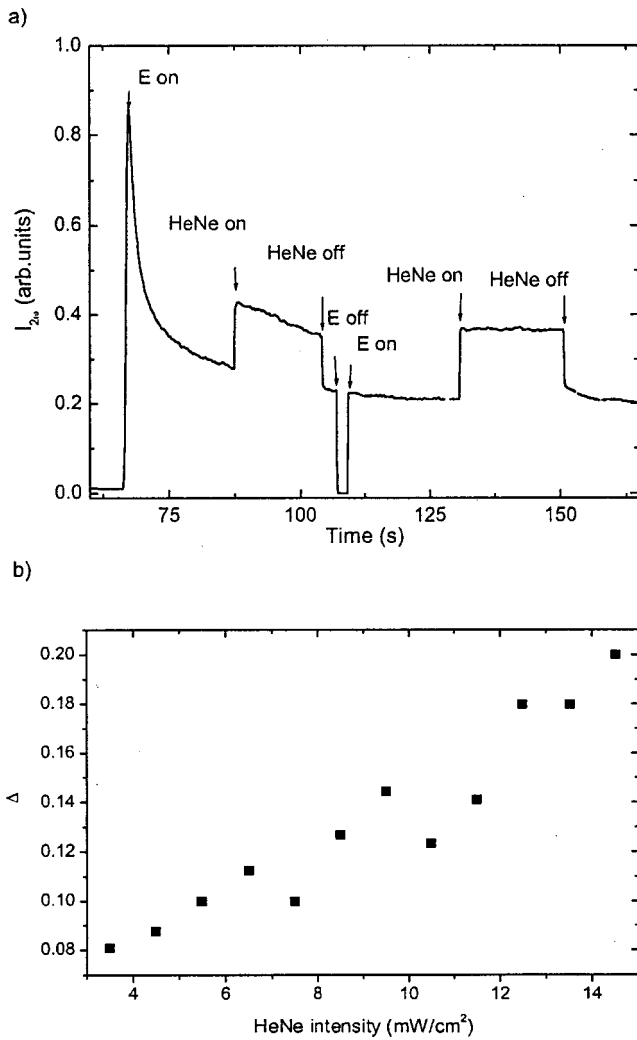 a)
1.0
E on
0.8
HeNe on
0.6
HeNe off
HeNe on
HeNe off
0.4
E off
E on
0.2
0.0
I2ω (arb.units)
75
100
125
150
Time (s)
b)
0.20
0.18
0.16
0.14
0.12
0.10
0.08
Δ
4
6
8
10
12
14
HeNe intensity (mW/cm²)